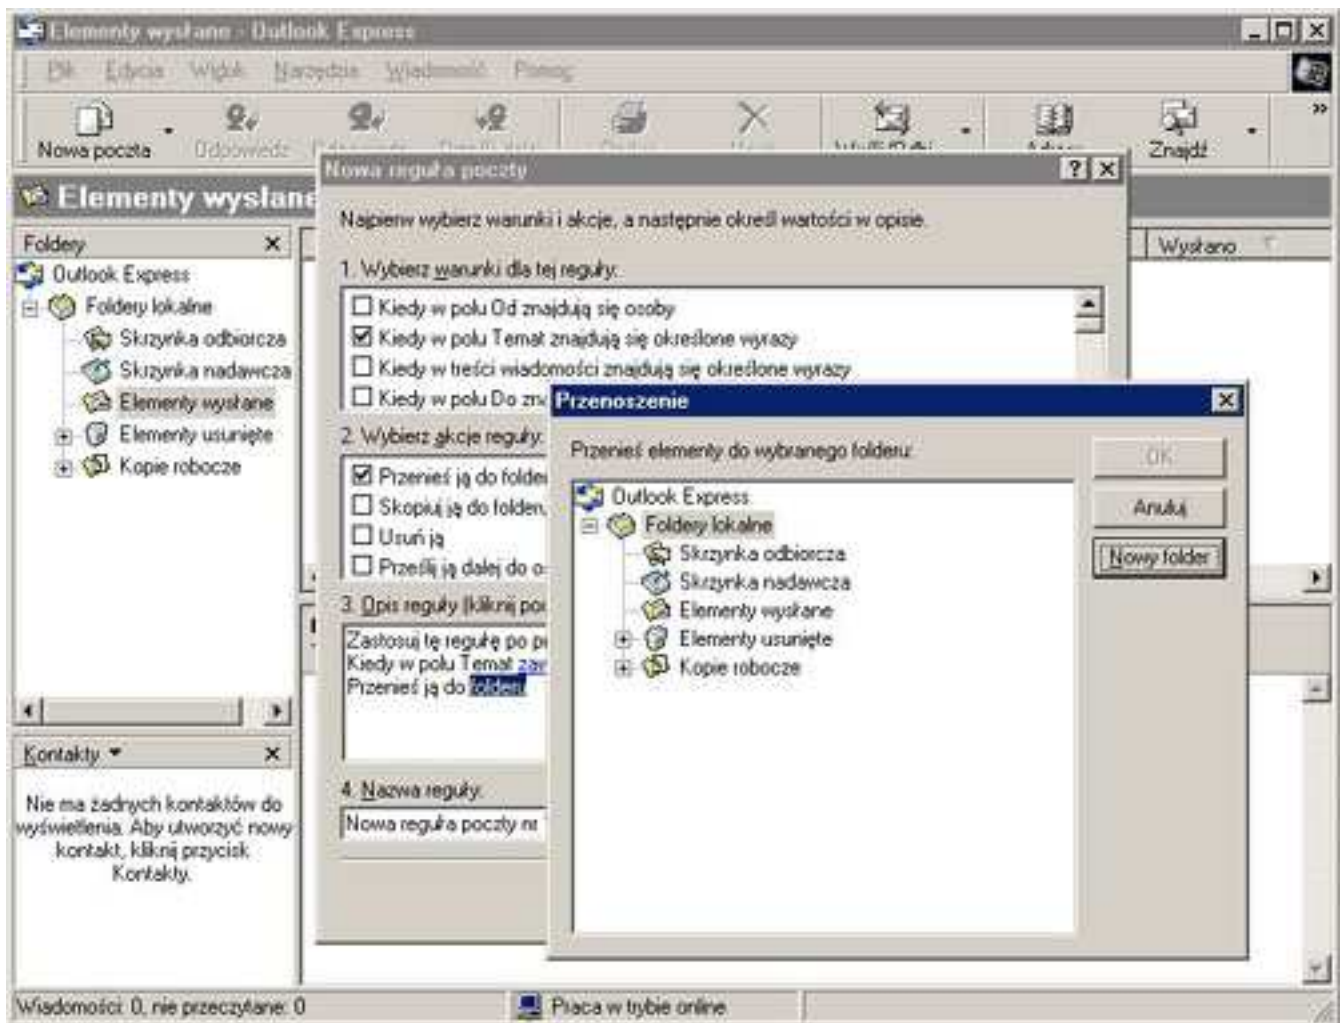 Elementy wysłane - Outlook Express
Plik Edycja Widok Narzędzia Wiadomość Pomoc
Nowa poczta Odpowiedz Znajdź
Elementy wysłane
Foldery
Outlook Express
Foldery lokalne
Skrzynka odbiorcza
Skrzynka nadawcza
Elementy wysłane
Elementy usunięte
Kopie robocze
Kontakty
Nie ma żadnych kontaktów do
wyświetlenia. Aby utworzyć nowy
kontakt, kliknij przycisk
Kontakty.
Wysłano
Nowa reguła poczty
Najpierw wybierz warunki i akcje, a następnie określ wartości w opisie.
1. Wybierz warunki dla tej reguły:
Kiedy w polu Od znajdują się osoby
Kiedy w polu Temat znajdują się określone wyrazy
Kiedy w treści wiadomości znajdują się określone wyrazy
Kiedy w polu Do zna
2. Wybierz akcje reguły:
Przenieś ją do folder
Skopiuj ją do folderu
Usuń ją
Prześlij ją dalej do o
3. Opis reguły (kliknij po
Zastosuj tę regułę po p
Kiedy w polu Temat zaw
Przenieś ją do folderu
4. Nazwa reguły:
Nowa reguła poczty nr
Przenoszenie
Przenieś elementy do wybranego folderu:
Outlook Express
Foldery lokalne
Skrzynka odbiorcza
Skrzynka nadawcza
Elementy wysłane
Elementy usunięte
Kopie robocze
OK
Anuluj
Nowy folder
Wiadomości: 0, nie przeczytane: 0
Praca w trybie online